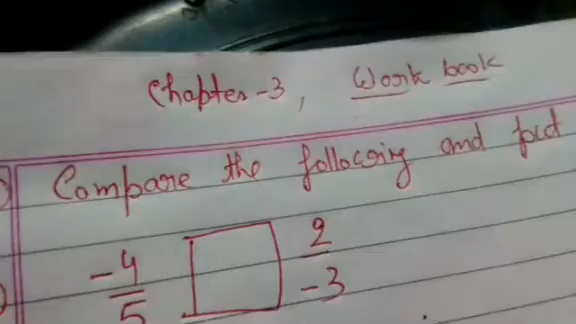 Chapter-3, Work book
Compare the following and put
-4/5 □ 2/-3